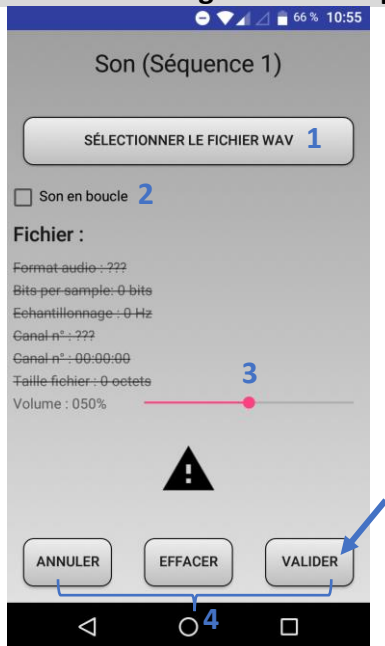 66 % 10:55
Son (Séquence 1)
SÉLECTIONNER LE FICHIER WAV 1
Son en boucle 2
Fichier :
Format audio : ???
Bits per sample: 0 bits
Echantillonnage : 0 Hz
Canal n° : ???
Canal n° : 00:00:00
Taille fichier : 0 octets
3
Volume : 050%
ANNULER EFFACER VALIDER
4